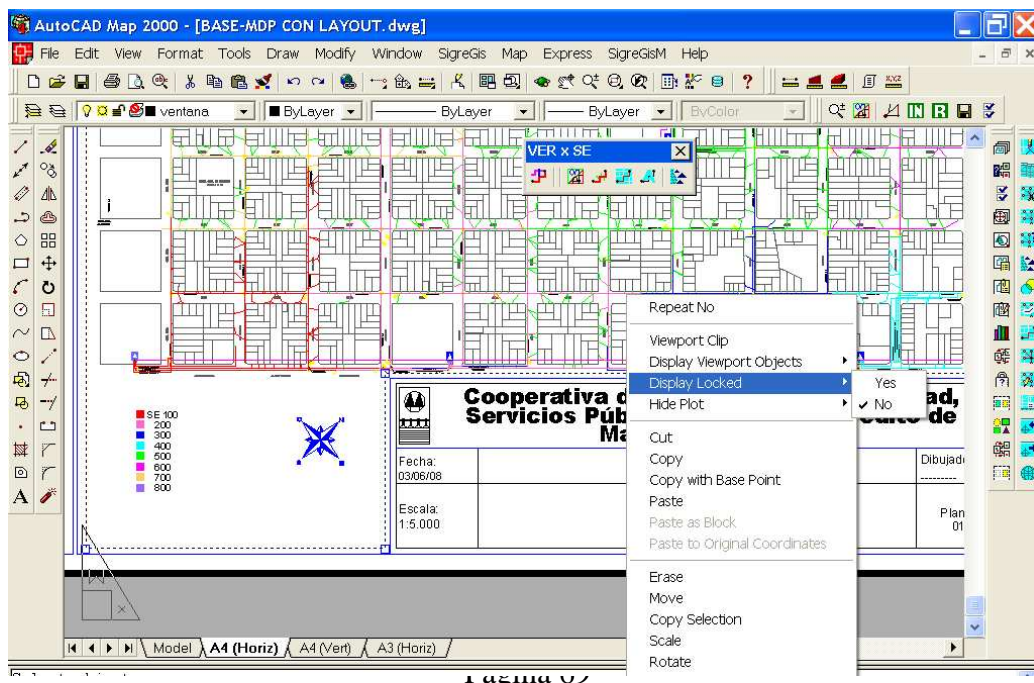 AutoCAD Map 2000 - [BASE-MDP CON LAYOUT.dwg]
File Edit View Format Tools Draw Modify Window SigreGis Map Express SigreGisM Help
ventana ByLayer ByLayer ByLayer ByColor
VER x SE
Repeat No
Viewport Clip
Display Viewport Objects
Display Locked
Yes
Hide Plot
No
Cut
Copy
Copy with Base Point
Paste
Paste as Block
Paste to Original Coordinates
Erase
Move
Copy Selection
Scale
Rotate
SE 100
200
300
400
500
600
700
800
Cooperativa d
ad,
Servicios Púb
de
Ma
Fecha:
03/06/08
Dibujad
---------
Escala:
1:5.000
Plan
01
Model A4 (Horiz) A4 (Vert) A3 (Horiz)